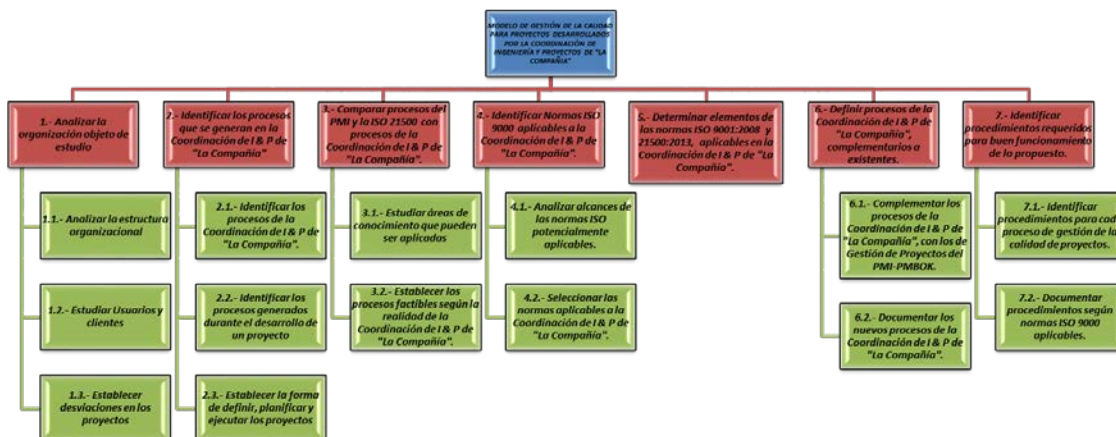 MODELO DE GESTIÓN DE LA CALIDAD
PARA PROYECTOS DESARROLLADOS
POR LA COORDINACIÓN DE
INGENIERÍA Y PROYECTOS DE "LA
COMPAÑIA"
1.- Analizar la
organización objeto de
estudio
1.1.- Analizar la estructura
organizacional
1.2.- Estudiar Usuarios y
clientes
1.3.- Establecer
desviaciones en los
proyectos
2.- Identificar los procesos
que se generan en la
Coordinación de I & P de
"La Compañía"
2.1.- Identificar los
procesos de la
Coordinación de I & P de
"La Compañía".
2.2.- Identificar los
procesos generados
durante el desarrollo de
un proyecto
2.3.- Establecer la forma
de definir, planificar y
ejecutar los proyectos
3.- Comparar procesos del
PMI y la ISO 21500 con
procesos de la
Coordinación de I & P de
"La Compañía".
3.1.- Estudiar áreas de
conocimiento que pueden
ser aplicadas
3.2.- Establecer los
procesos factibles según la
realidad de la
Coordinación de I & P de
"La Compañía".
4.- Identificar Normas ISO
9000 aplicables a la
Coordinación de I & P de
"La Compañía".
4.1.- Analizar alcances de
las normas ISO
potencialmente
aplicables.
4.2.- Seleccionar las
normas aplicables a la
Coordinación de I & P de
"La Compañía".
5.- Determinar elementos de
las normas ISO 9001:2008 y
21500:2013, aplicables en la
Coordinación de I & P de "La
Compañía".
6.- Definir procesos de la
Coordinación de I & P de
"La Compañía",
complementarios a
existentes.
6.1.- Complementar los
procesos de la
Coordinación de I & P de
"La Compañía", con los de
Gestión de Proyectos del
PMI-PMBOK.
6.2.- Documentar los
nuevos procesos de la
Coordinación de I & P de
"La Compañía".
7.- Identificar
procedimientos requeridos
para buen funcionamiento
de la propuesto.
7.1.- Identificar
procedimientos para cada
proceso de gestión de la
calidad de proyectos.
7.2.- Documentar
procedimientos según
normas ISO 9000
aplicables.